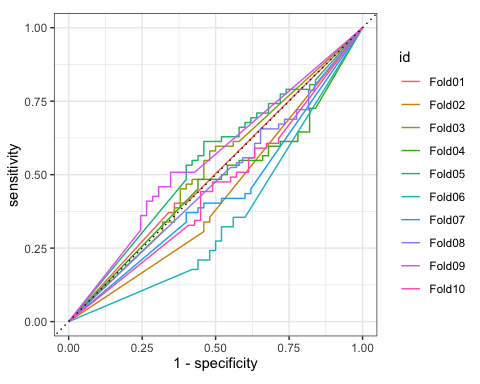 1.00
0.75
0.50
0.25
0.00
sensitivity
0.00 0.25 0.50 0.75 1.00
1 - specificity
id
Fold01
Fold02
Fold03
Fold04
Fold05
Fold06
Fold07
Fold08
Fold09
Fold10